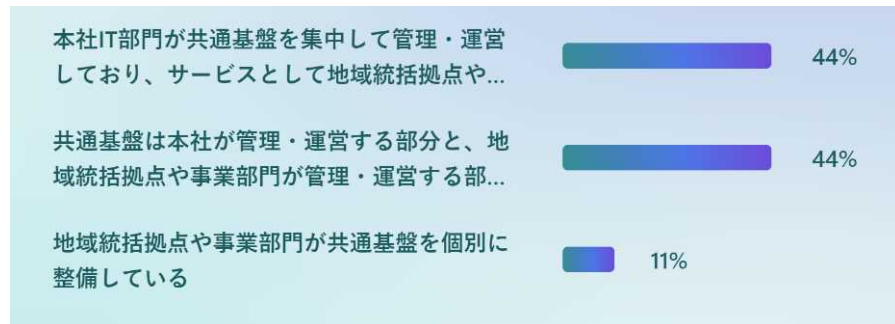 本社IT部門が共通基盤を集中して管理・運営
しており、サービスとして地域統括拠点や...
44%
共通基盤は本社が管理・運営する部分と、地
域統括拠点や事業部門が管理・運営する部...
44%
地域統括拠点や事業部門が共通基盤を個別に
整備している
11%